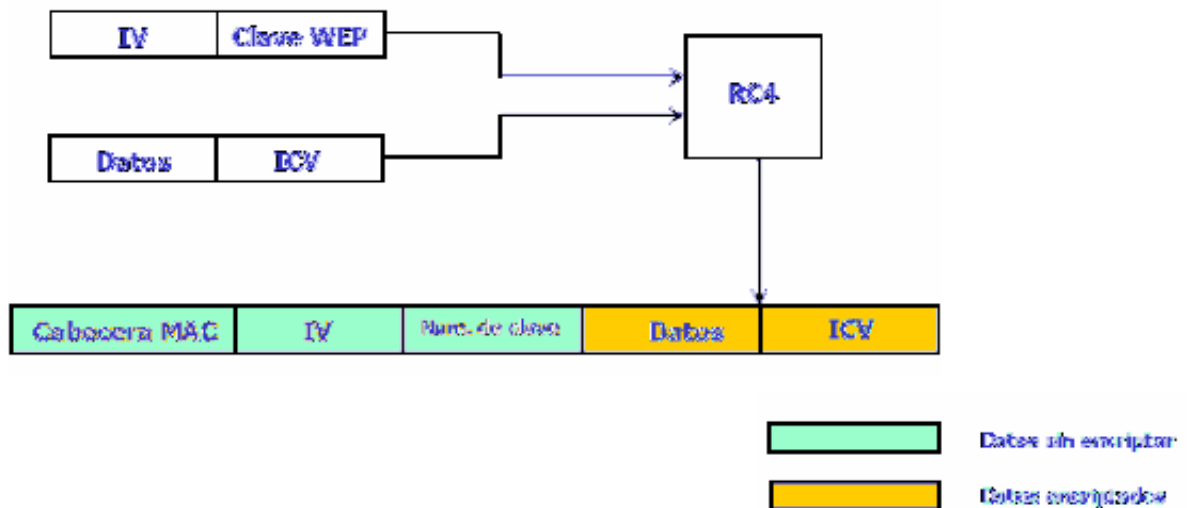 IV Clave WEP
RC4
Datos ICV
Cabecera MAC IV Num. de clave Datos ICV
Datos sin encriptar
Datos encriptados